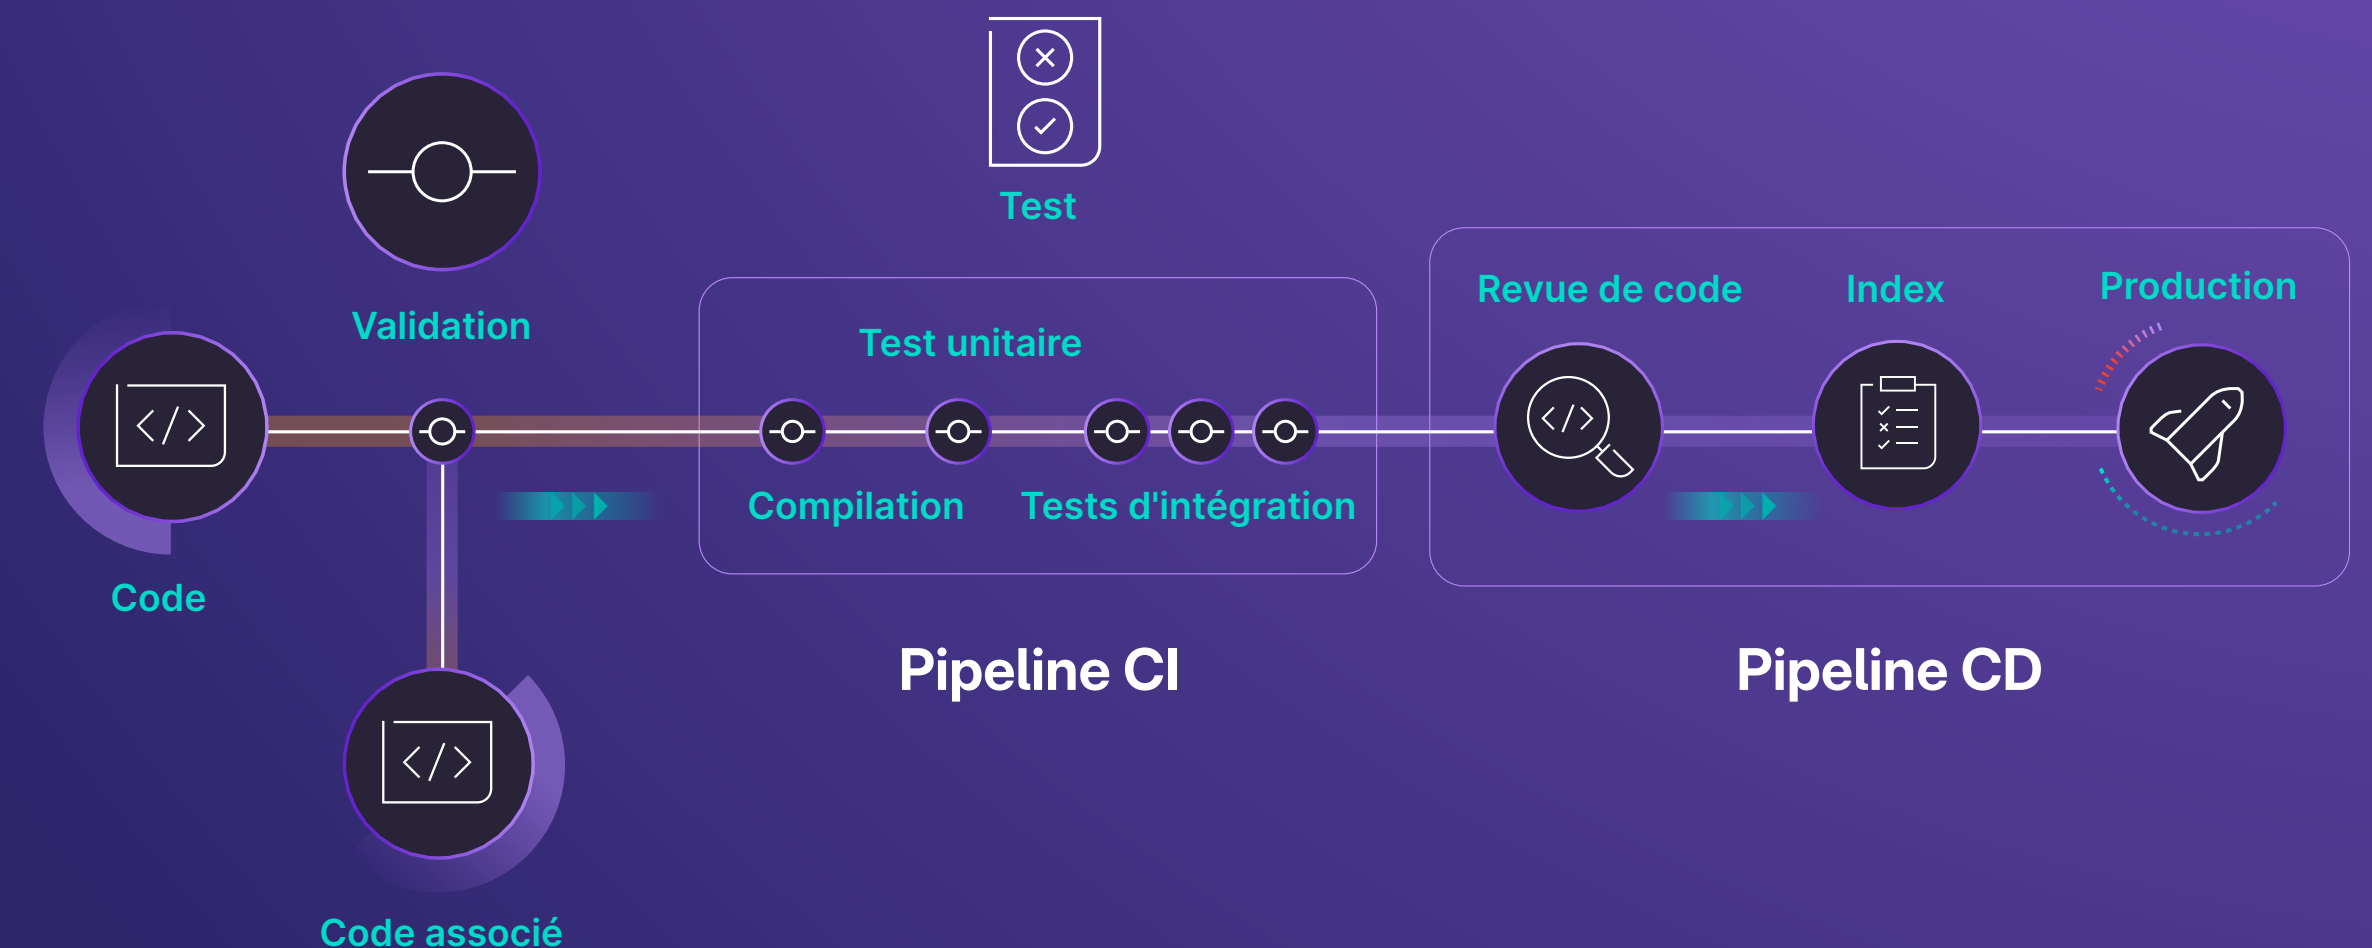 Test
Validation
Code
Code associé
Test unitaire
Compilation
Tests d'intégration
Pipeline CI
Revue de code
Index
Production
Pipeline CD